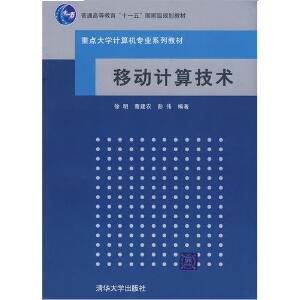 普通高等教育“十一五”国家级规划教材
重点大学计算机专业系列教材
移动计算技术
徐明 曹建农 彭伟 编著
清华大学出版社